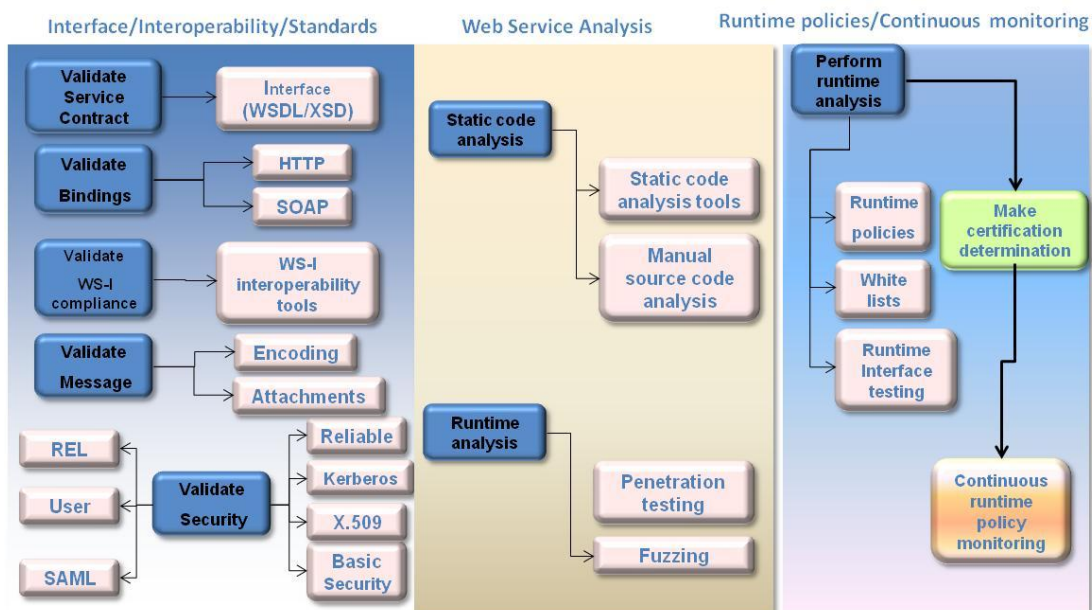 Interface/Interoperability/Standards
Web Service Analysis
Runtime policies/Continuous monitoring
Validate
Service
Contract
Interface
(WSDL/XSD)
Validate
Bindings
HTTP
SOAP
Validate
WS-I
compliance
WS-I
interoperability
tools
Validate
Message
Encoding
Attachments
REL
User
SAML
Validate
Security
Reliable
Kerberos
X.509
Basic
Security
Static code
analysis
Static code
analysis tools
Manual
source code
analysis
Runtime
analysis
Penetration
testing
Fuzzing
Perform
runtime
analysis
Runtime
policies
White
lists
Runtime
Interface
testing
Make
certification
determination
Continuous
runtime
policy
monitoring